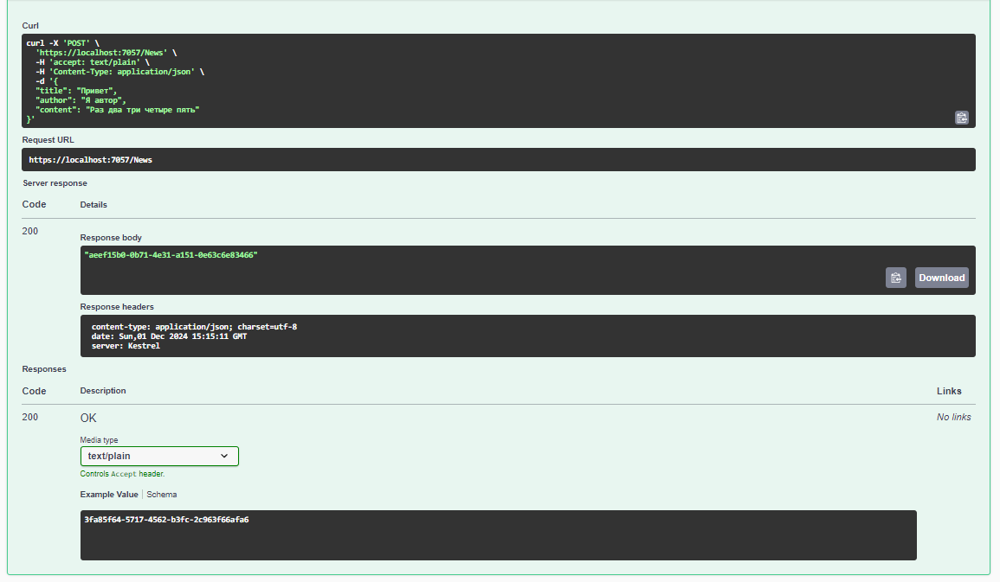 Curl
curl -X 'POST' \
'https://localhost:7057/News' \
-H 'accept: text/plain' \
-H 'Content-Type: application/json' \
-d '{
"title": "Привет",
"author": "Я автор",
"content": "Раз два три четыре пять"
}'
Request URL
https://localhost:7057/News
Server response
Code Details
200
Response body
"aeef15b0-0b71-4e31-a151-0e63c6e83466"
Download
Response headers
content-type: application/json; charset=utf-8
date: Sun,01 Dec 2024 15:15:11 GMT
server: Kestrel
Responses
Code Description Links
200 OK No links
Media type
text/plain
Controls Accept header.
Example Value Schema
3fa85f64-5717-4562-b3fc-2c963f66afa6